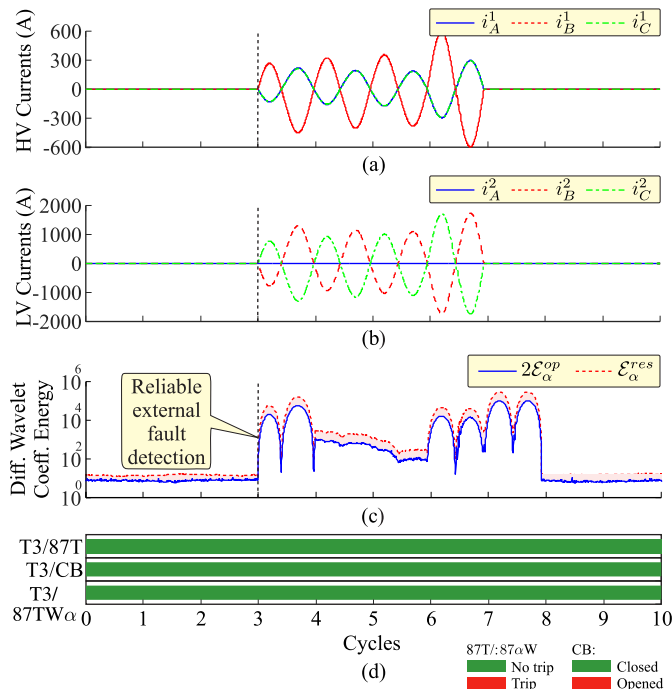 HV Currents (A)
600
300
0
-300
-600
i_A^1 i_B^1 i_C^1
(a)
LV Currents (A)
2000
1000
0
-1000
-2000
i_A^2 i_B^2 i_C^2
(b)
Diff. Wavelet
Coeff. Energy
10^6
10^4
10^2
10^0
2ℰ_α^{op} ℰ_α^{res}
Reliable
external
fault
detection
(c)
T3/87T
T3/CB
T3/
87TWα
0 1 2 3 4 5 6 7 8 9 10
Cycles
(d)
87T/:87αW CB:
No trip Closed
Trip Opened